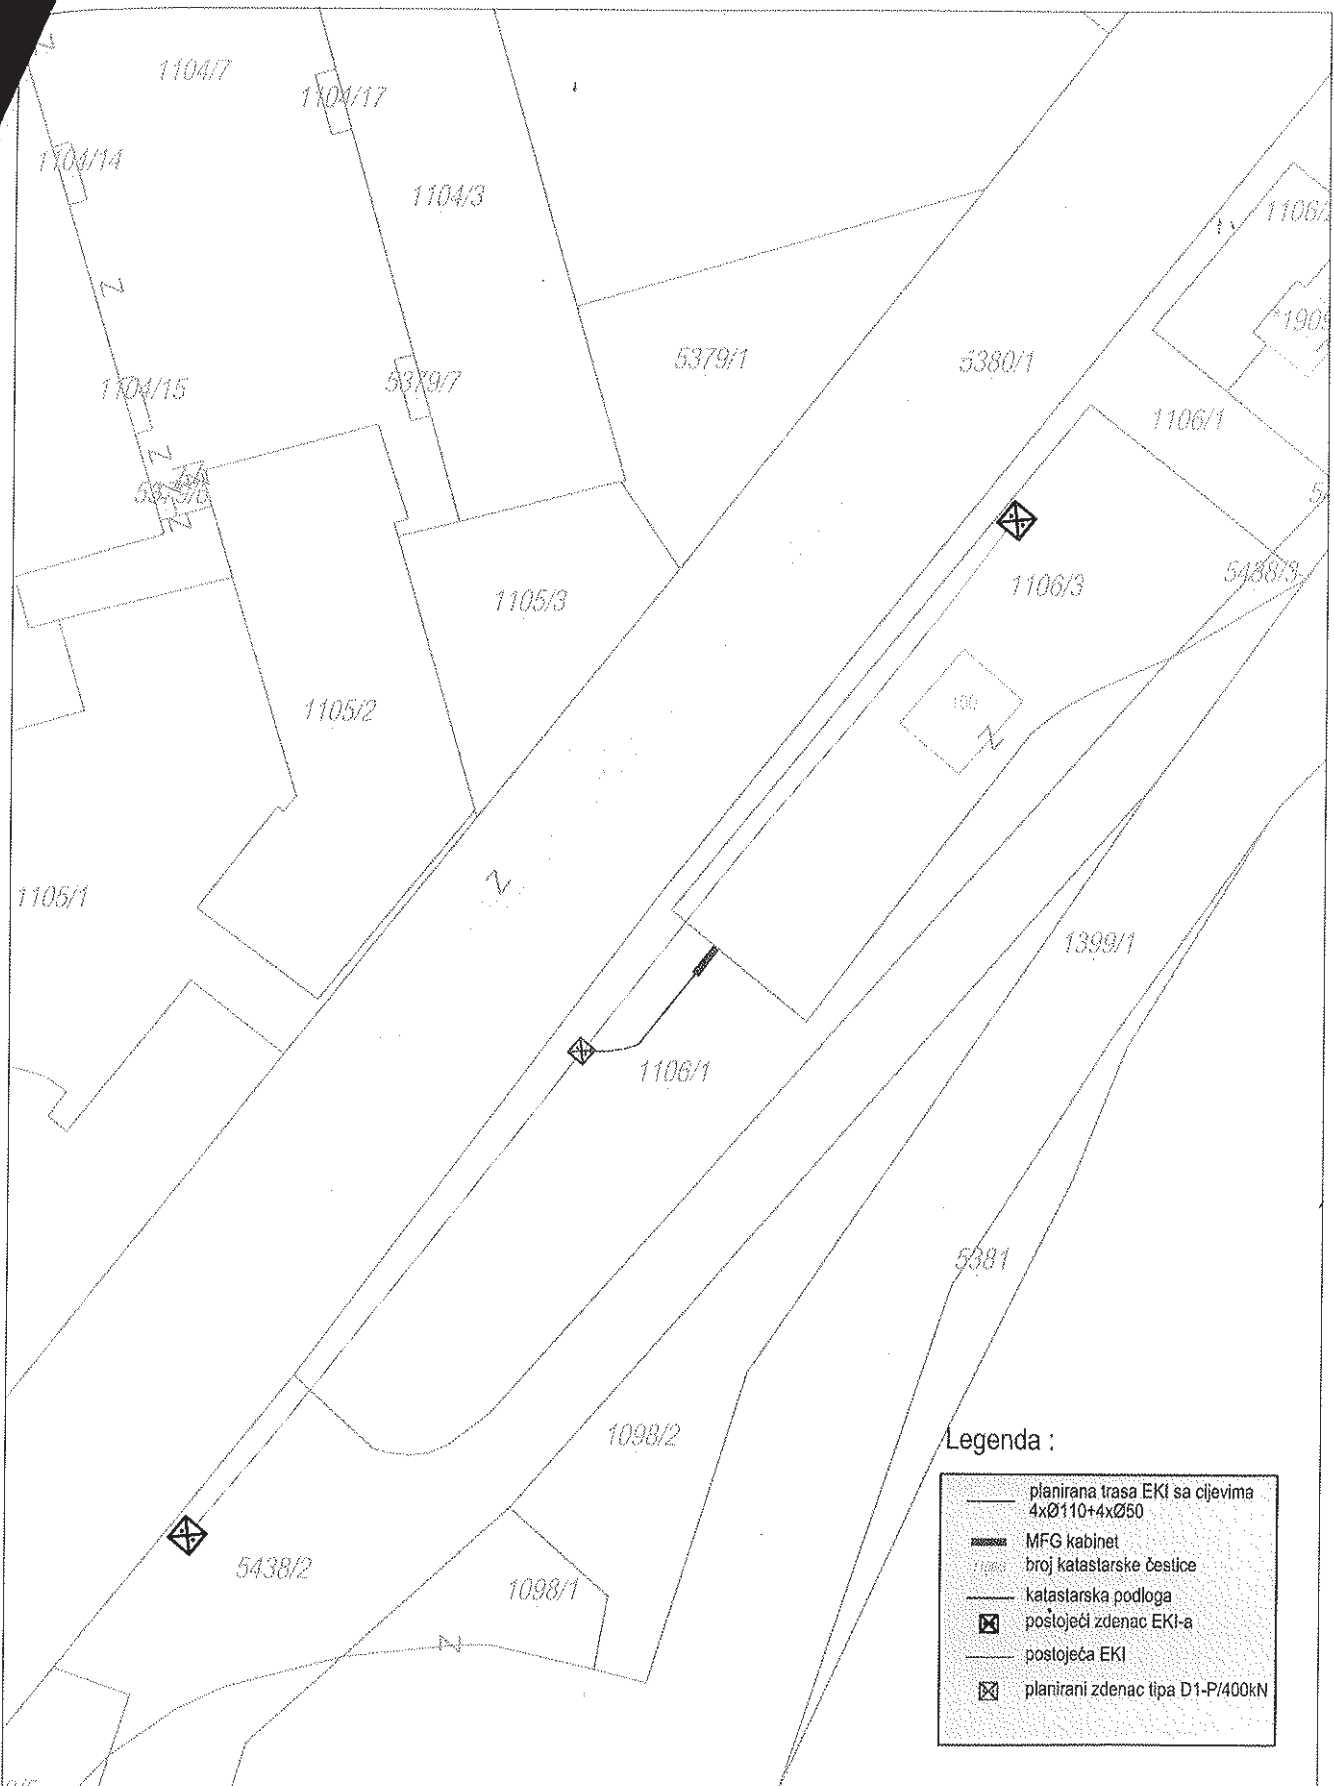 1104/7
1104/17
1104/14
1104/3
1106/
5379/1
5380/1
*190
1104/15
5379/7
1106/1
1106/3
5438/3
1105/3
1105/2
100
1105/1
1399/1
1106/1
5381
1098/2
5438/2
1098/1
Legenda :
planirana trasa EKI sa cijevima
4xØ110+4xØ50
MFG kabinet
broj katastarske čestice
katastarska podloga
postojeći zdenac EKI-a
postojeća EKI
planirani zdenac tipa D1-P/400kN